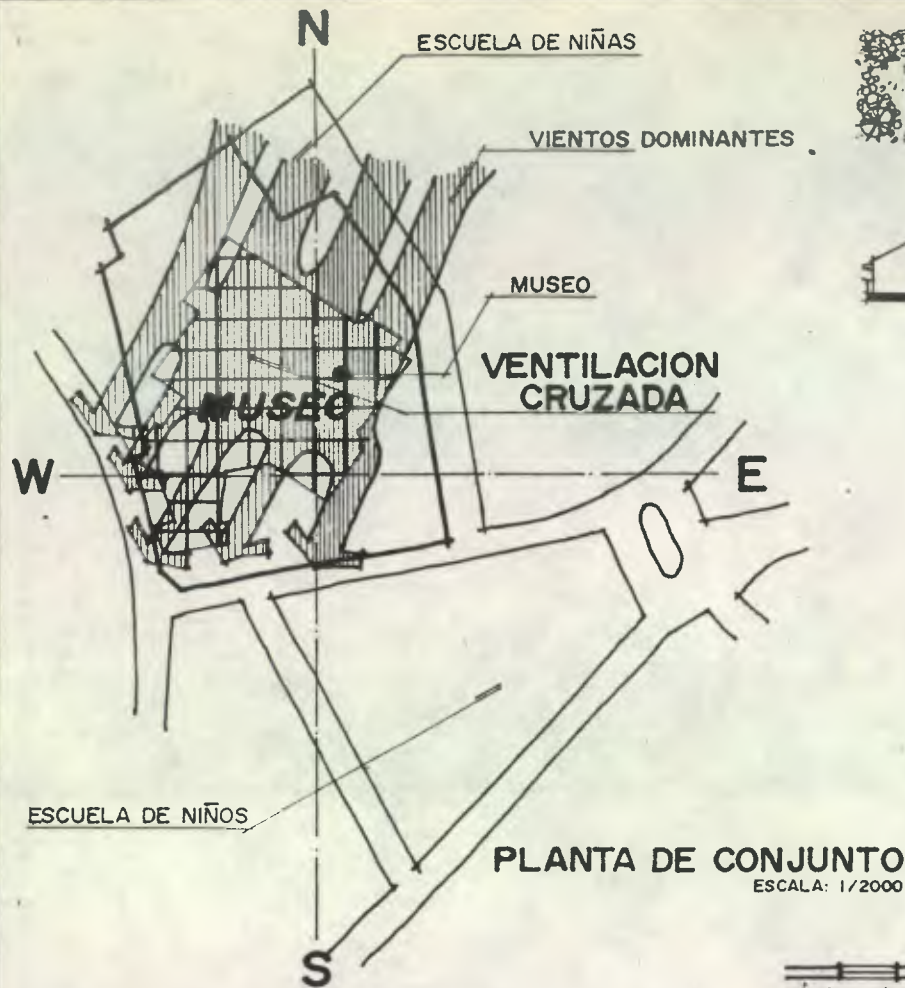 N
ESCUELA DE NIÑAS
VIENTOS DOMINANTES
MUSEO
VENTILACION
CRUZADA
MUSEO
W
E
ESCUELA DE NIÑOS
PLANTA DE CONJUNTO
ESCALA: 1/2000
S